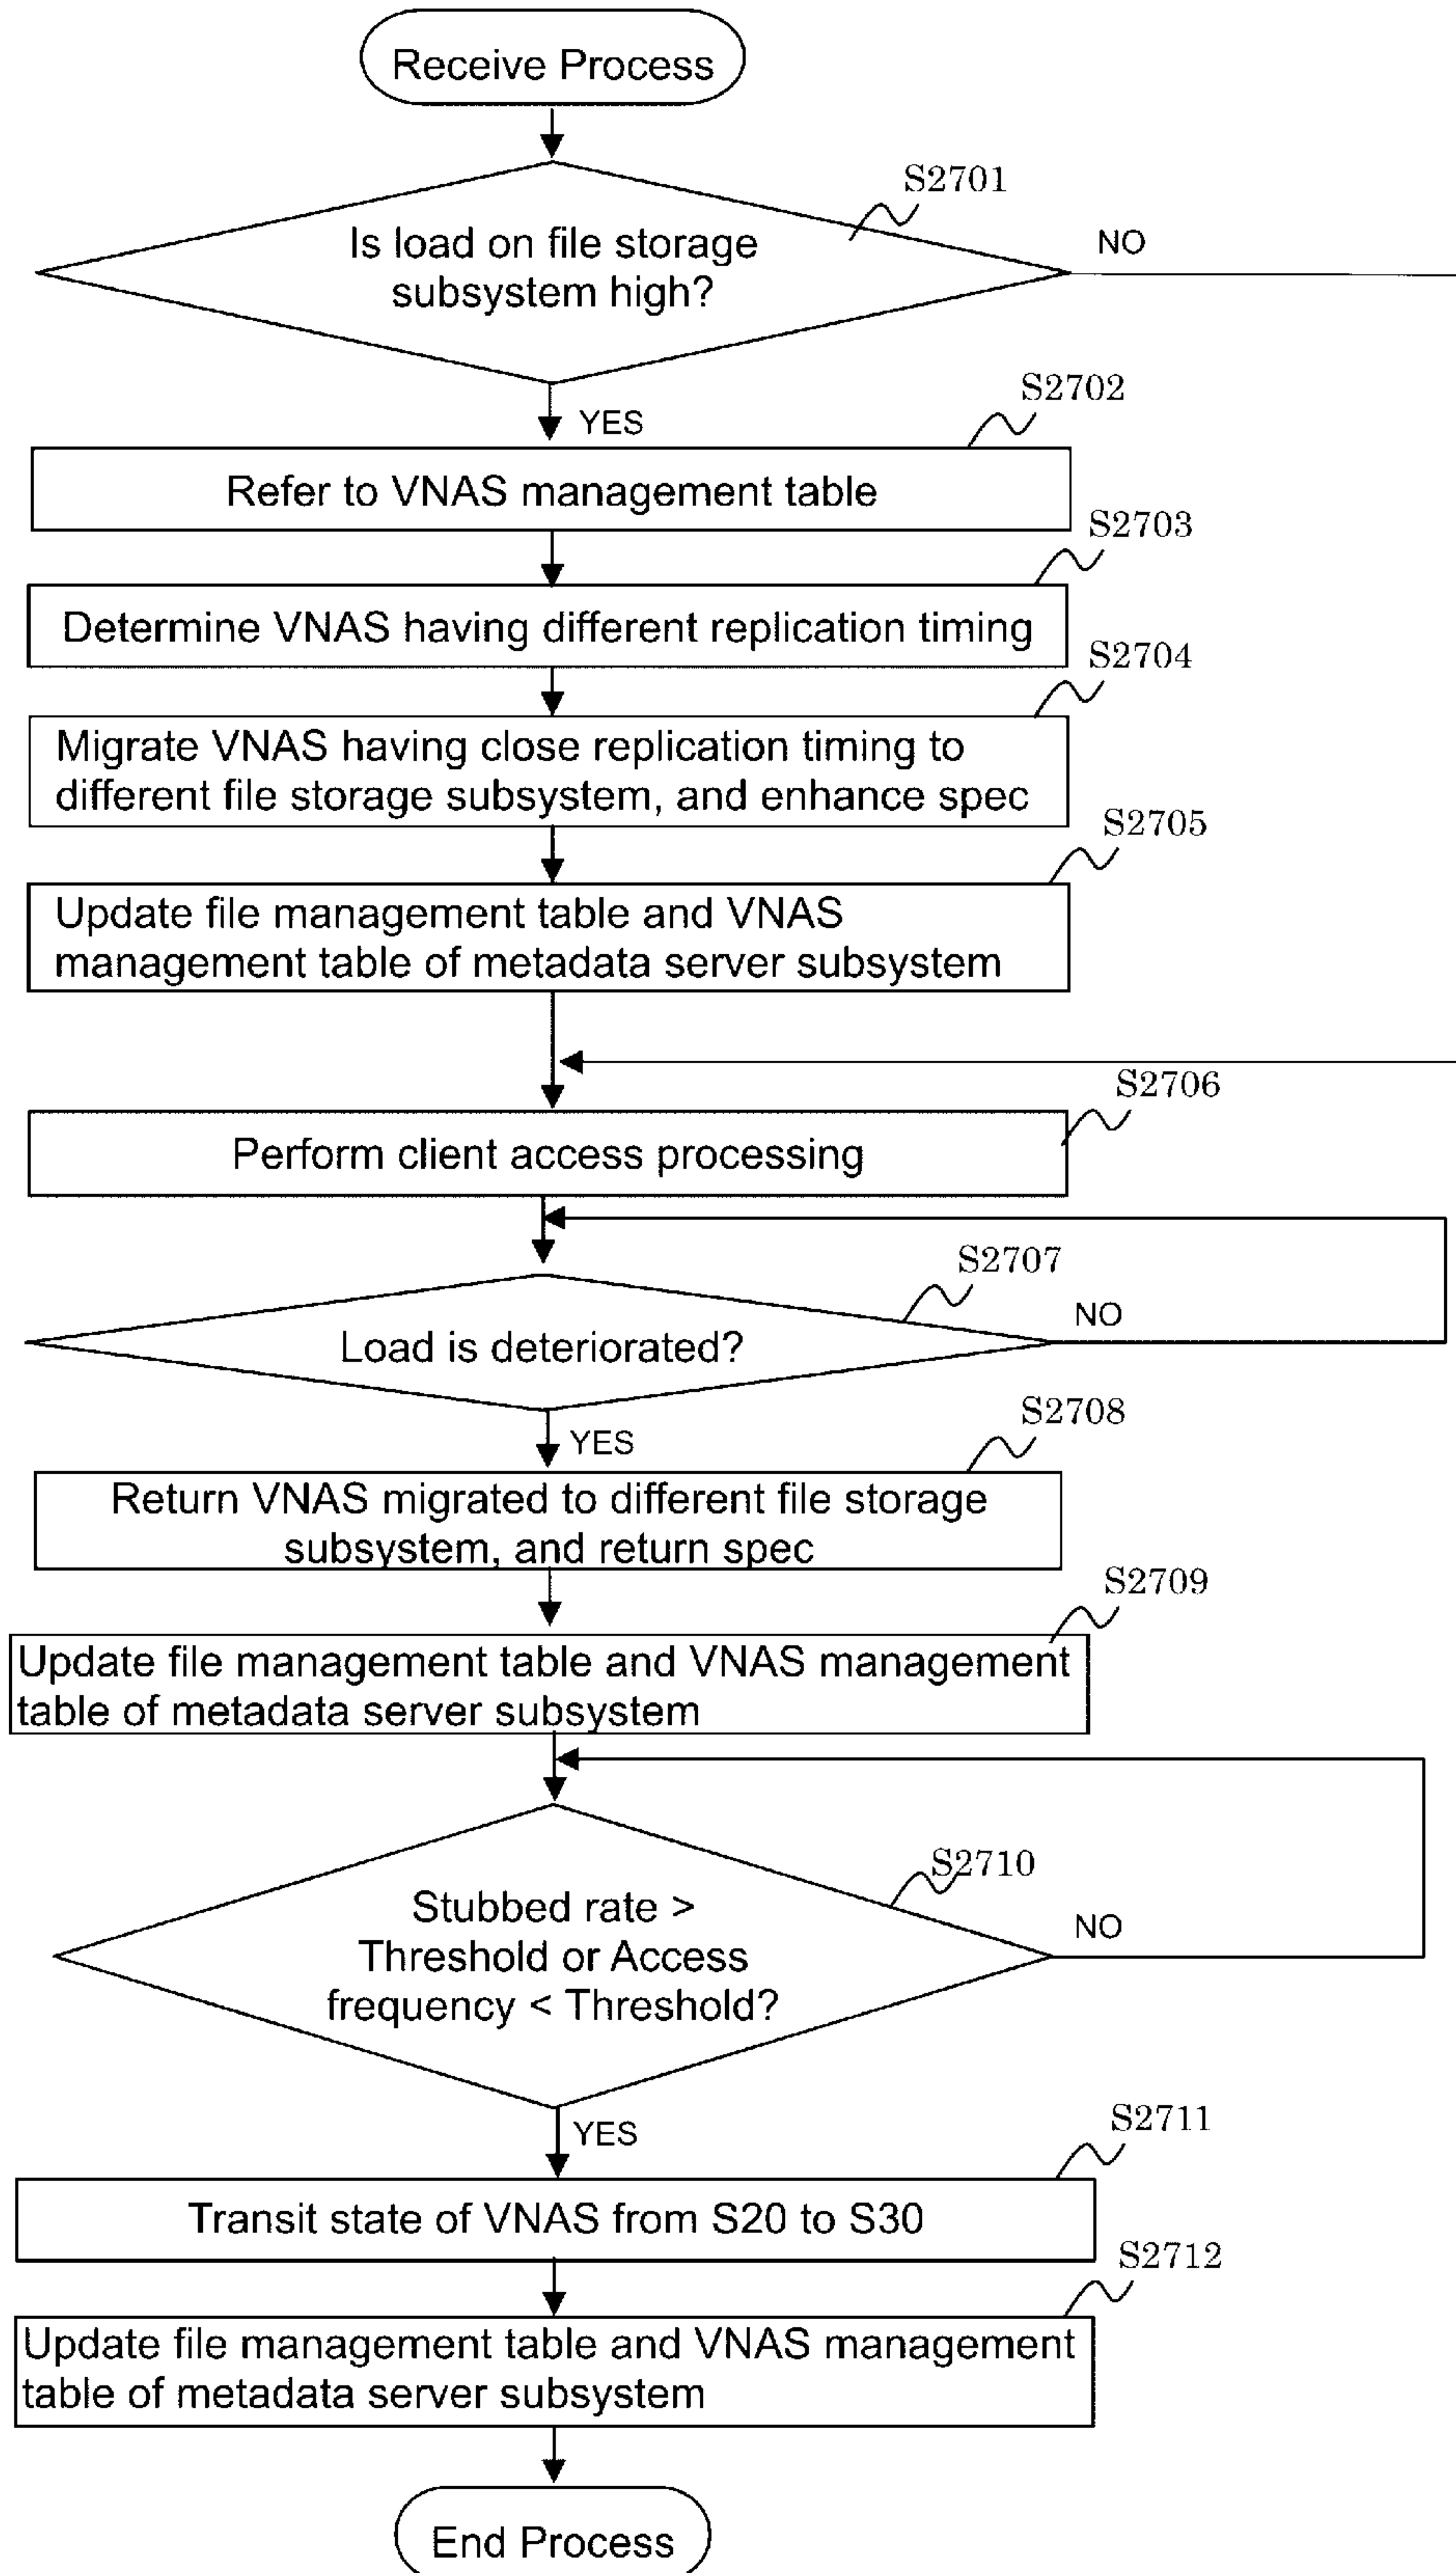 Receive Process
S2701
Is load on file storage
subsystem high?
NO
YES
S2702
Refer to VNAS management table
S2703
Determine VNAS having different replication timing
S2704
Migrate VNAS having close replication timing to
different file storage subsystem, and enhance spec
S2705
Update file management table and VNAS
management table of metadata server subsystem
S2706
Perform client access processing
S2707
Load is deteriorated?
NO
YES
S2708
Return VNAS migrated to different file storage
subsystem, and return spec
S2709
Update file management table and VNAS management
table of metadata server subsystem
S2710
Stubbed rate >
Threshold or Access
frequency < Threshold?
NO
YES
S2711
Transit state of VNAS from S20 to S30
S2712
Update file management table and VNAS management
table of metadata server subsystem
End Process